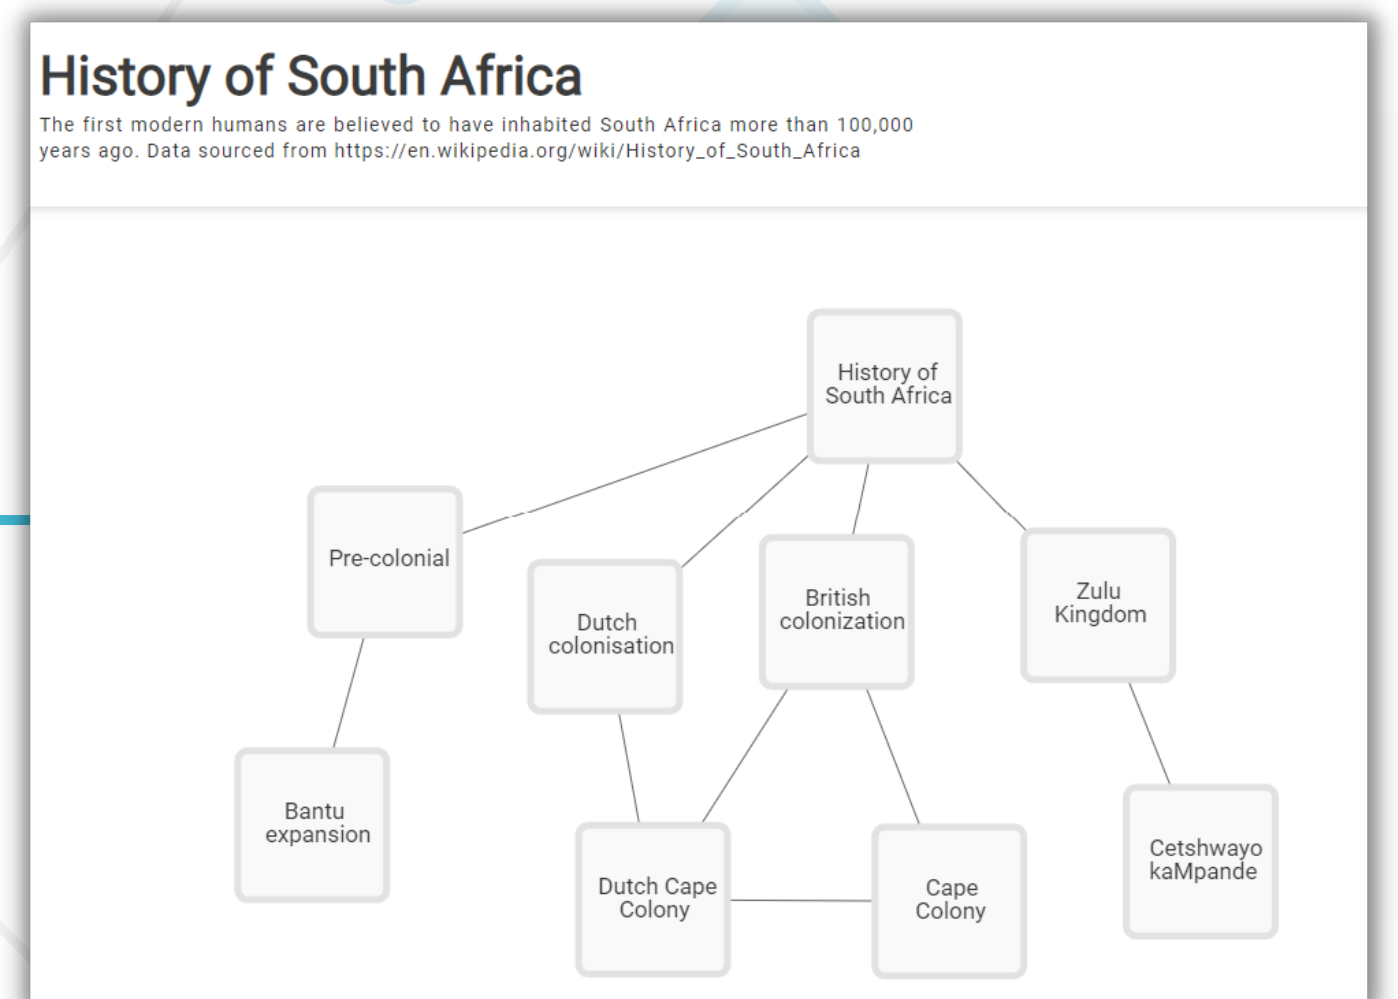 History of South Africa
The first modern humans are believed to have inhabited South Africa more than 100,000
years ago. Data sourced from https://en.wikipedia.org/wiki/History_of_South_Africa
History of
South Africa
Pre-colonial
Dutch
colonisation
British
colonization
Zulu
Kingdom
Bantu
expansion
Dutch Cape
Colony
Cape
Colony
Cetshwayo
kaMpande